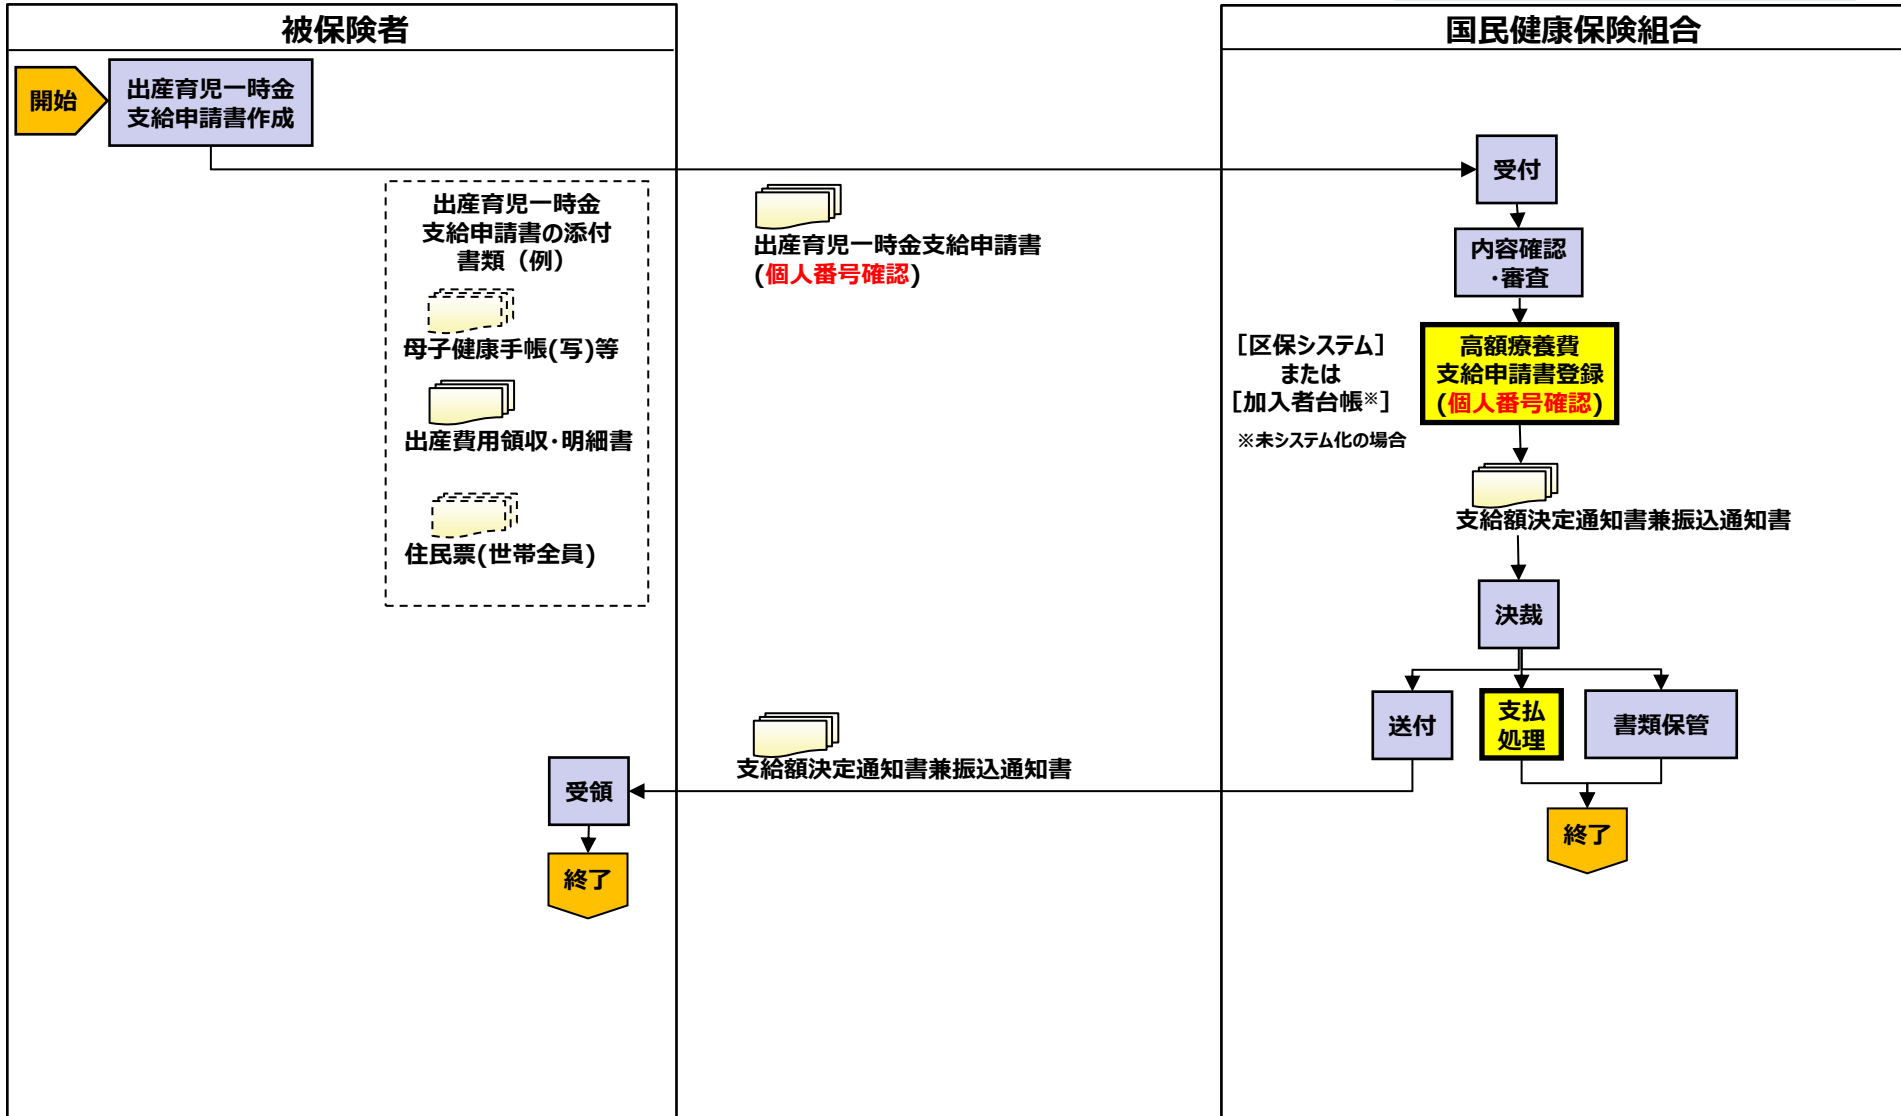 被保険者
国民健康保険組合
開始
出産育児一時金
支給申請書作成
受付
出産育児一時金
支給申請書の添付
書類（例）
母子健康手帳(写)等
出産費用領収･明細書
住民票(世帯全員)
出産育児一時金支給申請書
(個人番号確認)
内容確認
･審査
［区保システム］
または
［加入者台帳※］
※未システム化の場合
高額療養費
支給申請書登録
(個人番号確認)
支給額決定通知書兼振込通知書
決裁
送付
支払
処理
書類保管
支給額決定通知書兼振込通知書
受領
終了
終了